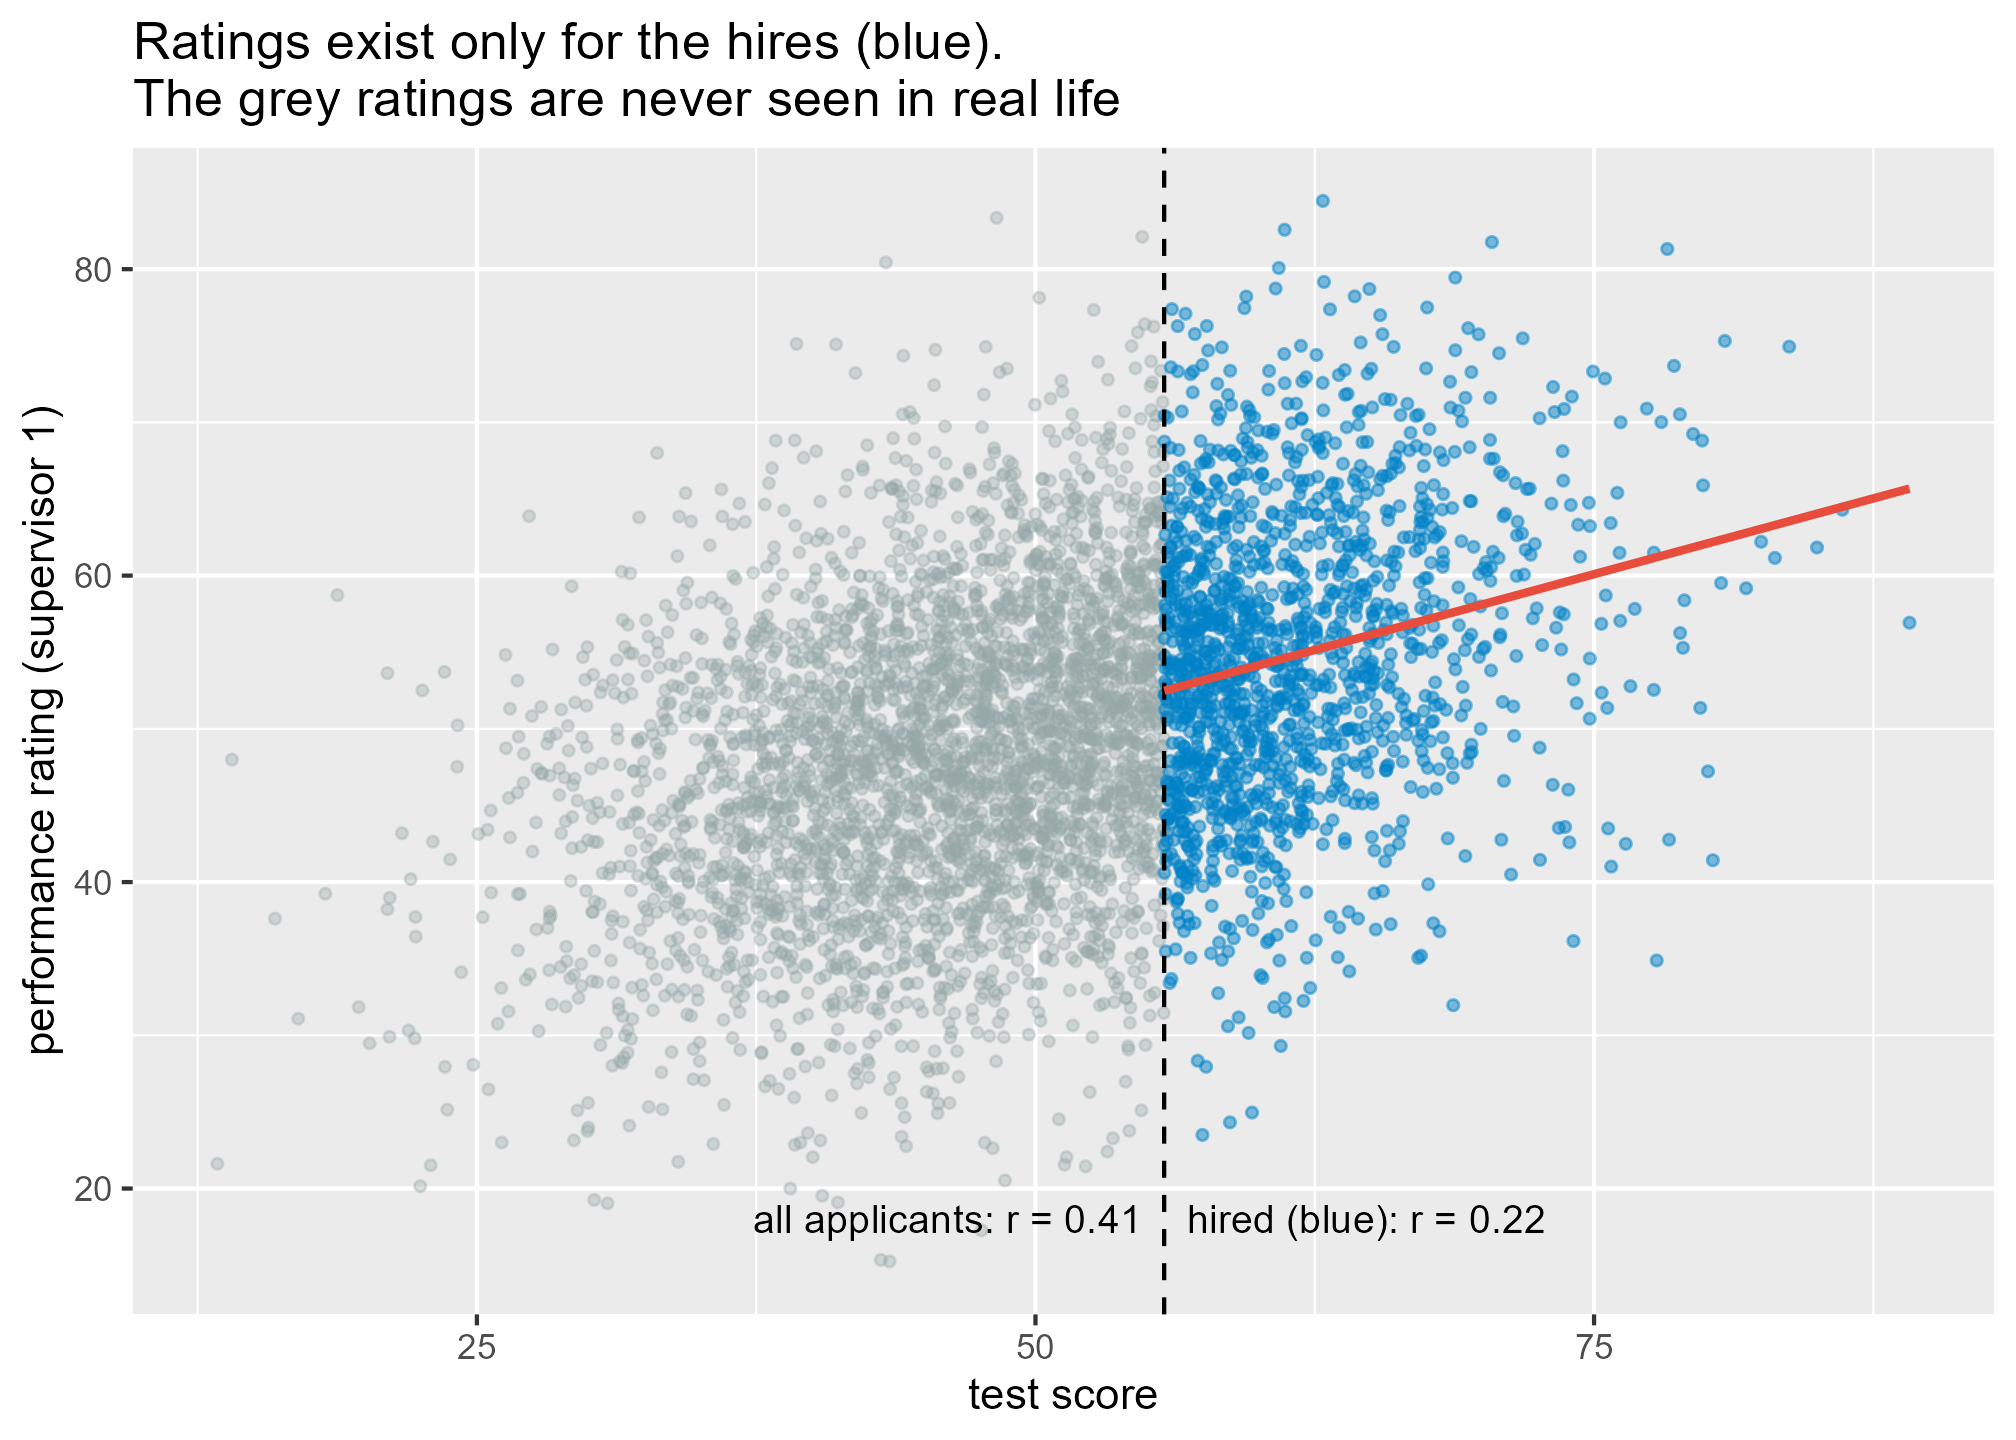 Ratings exist only for the hires (blue).
The grey ratings are never seen in real life
performance rating (supervisor 1)
80
60
40
20
all applicants: r = 0.41
hired (blue): r = 0.22
25
50
75
test score